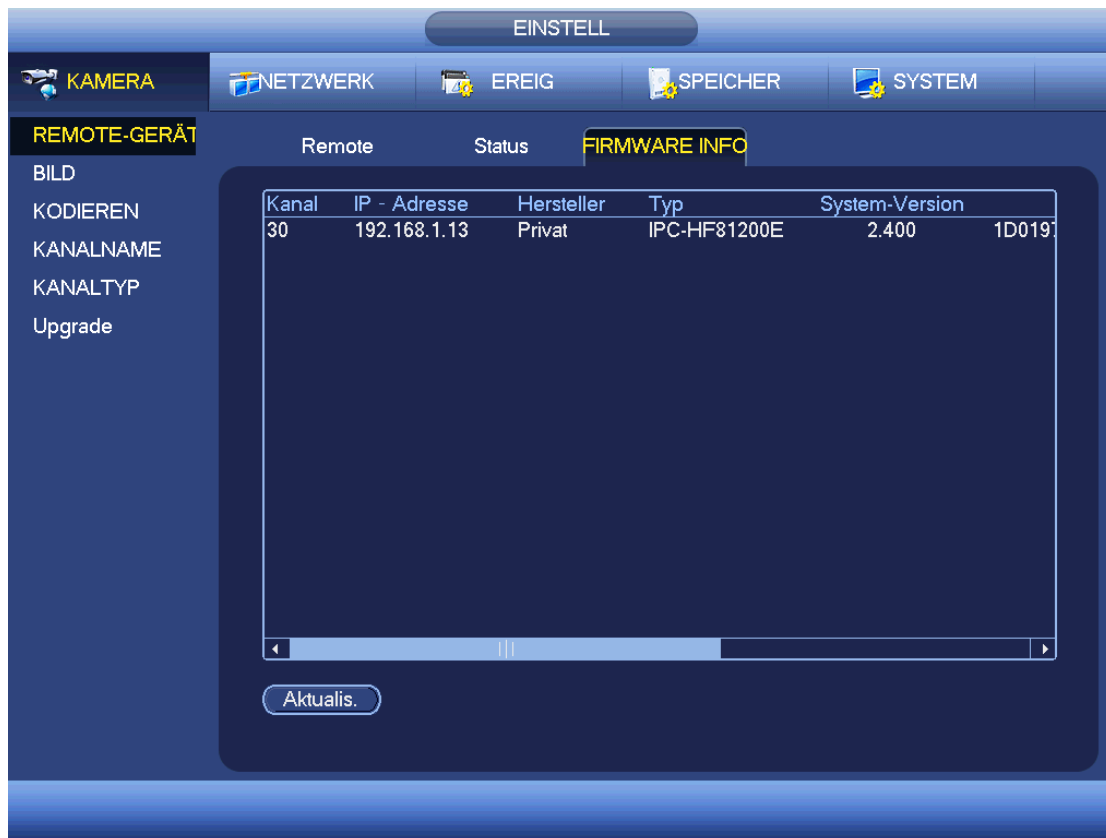 EINSTELL
KAMERA NETZWERK EREIG SPEICHER SYSTEM
REMOTE-GERÄT Remote Status FIRMWARE INFO
BILD
KODIEREN
KANALNAME
KANALTYP
Upgrade
Kanal IP - Adresse Hersteller Typ System-Version
30 192.168.1.13 Privat IPC-HF81200E 2.400
Aktualis.